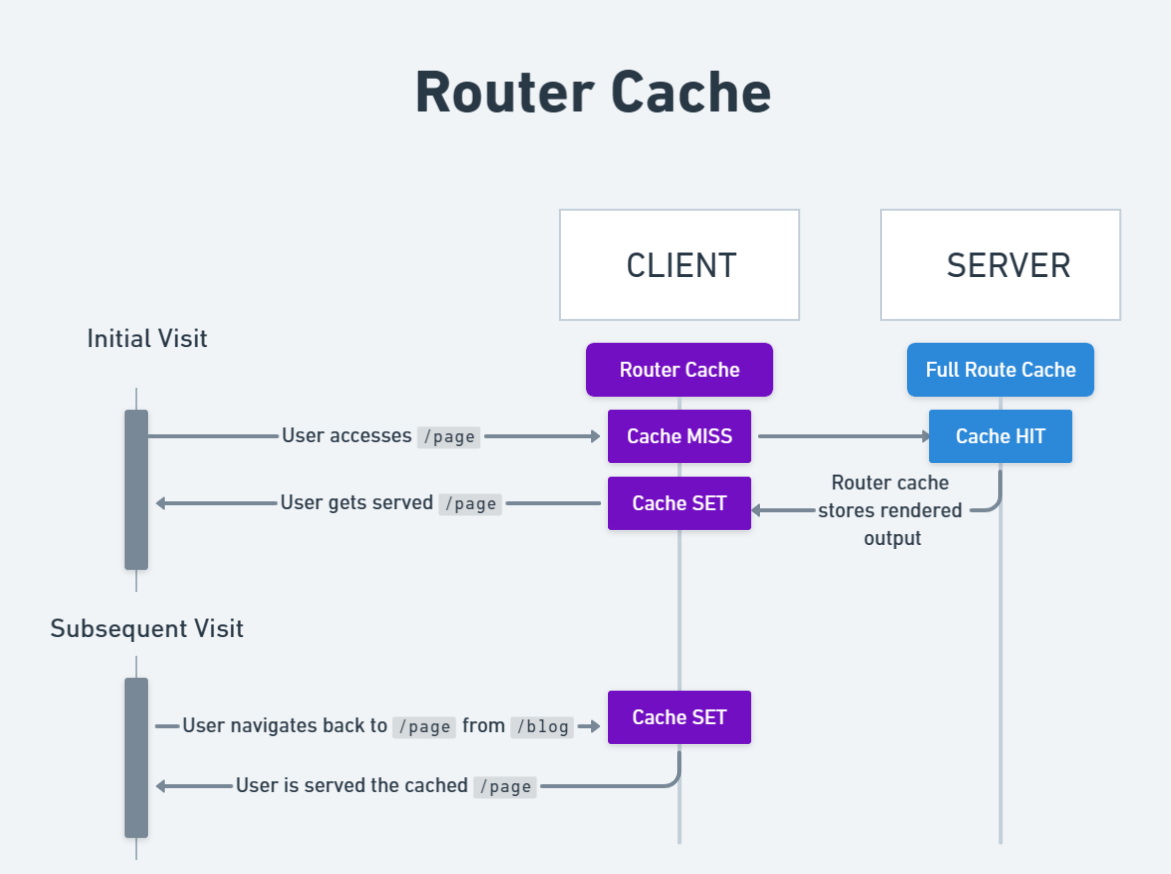 Router Cache
CLIENT
SERVER
Initial Visit
Router Cache
Full Route Cache
User accesses /page
Cache MISS
Cache HIT
User gets served /page
Cache SET
Router cache
stores rendered
output
Subsequent Visit
User navigates back to /page from /blog
Cache SET
User is served the cached /page